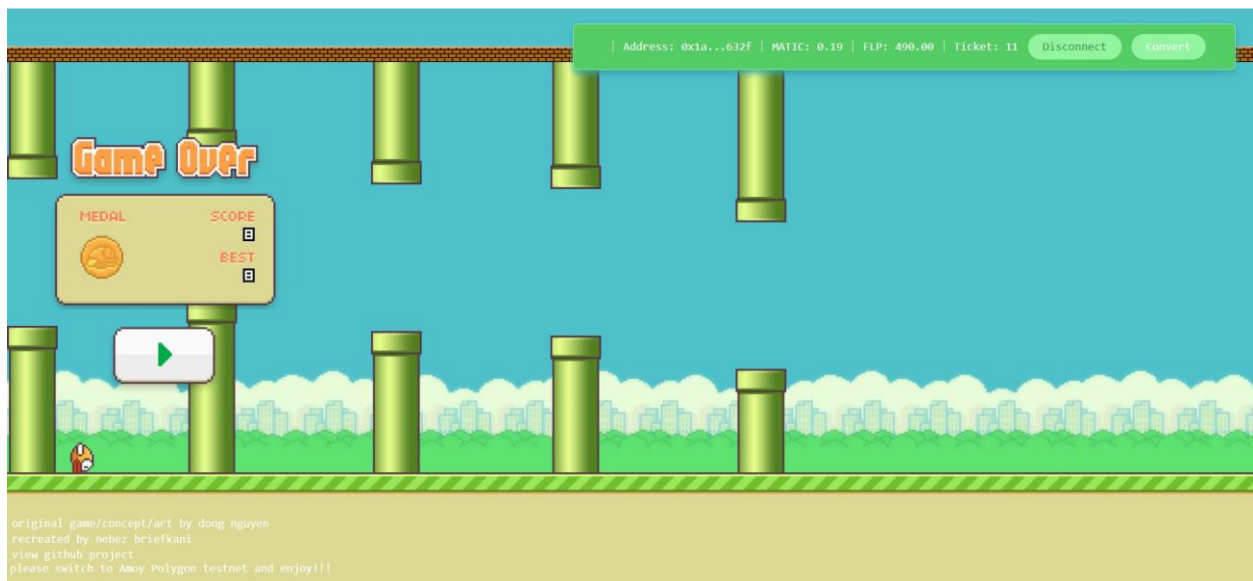 | Address: 0x1a...632f | MATIC: 0.19 | FLP: 490.00 | Ticket: 11 Disconnect Convert
Game Over
MEDAL SCORE
8
BEST
8
original game/concept/art by dong nguyen
recreated by nebez briefkani
view github project
please switch to Amoy Polygon testnet and enjoy!!!